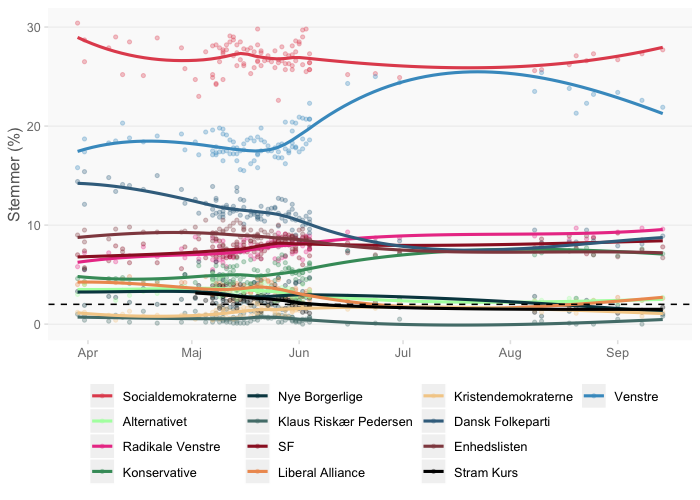 30
20
10
0
Stemmer (%)
Apr Maj Jun Jul Aug Sep
Socialdemokraterne Nye Borgerlige Kristendemokraterne Venstre
Alternativet Klaus Riskær Pedersen Dansk Folkeparti
Radikale Venstre SF Enhedslisten
Konservative Liberal Alliance Stram Kurs